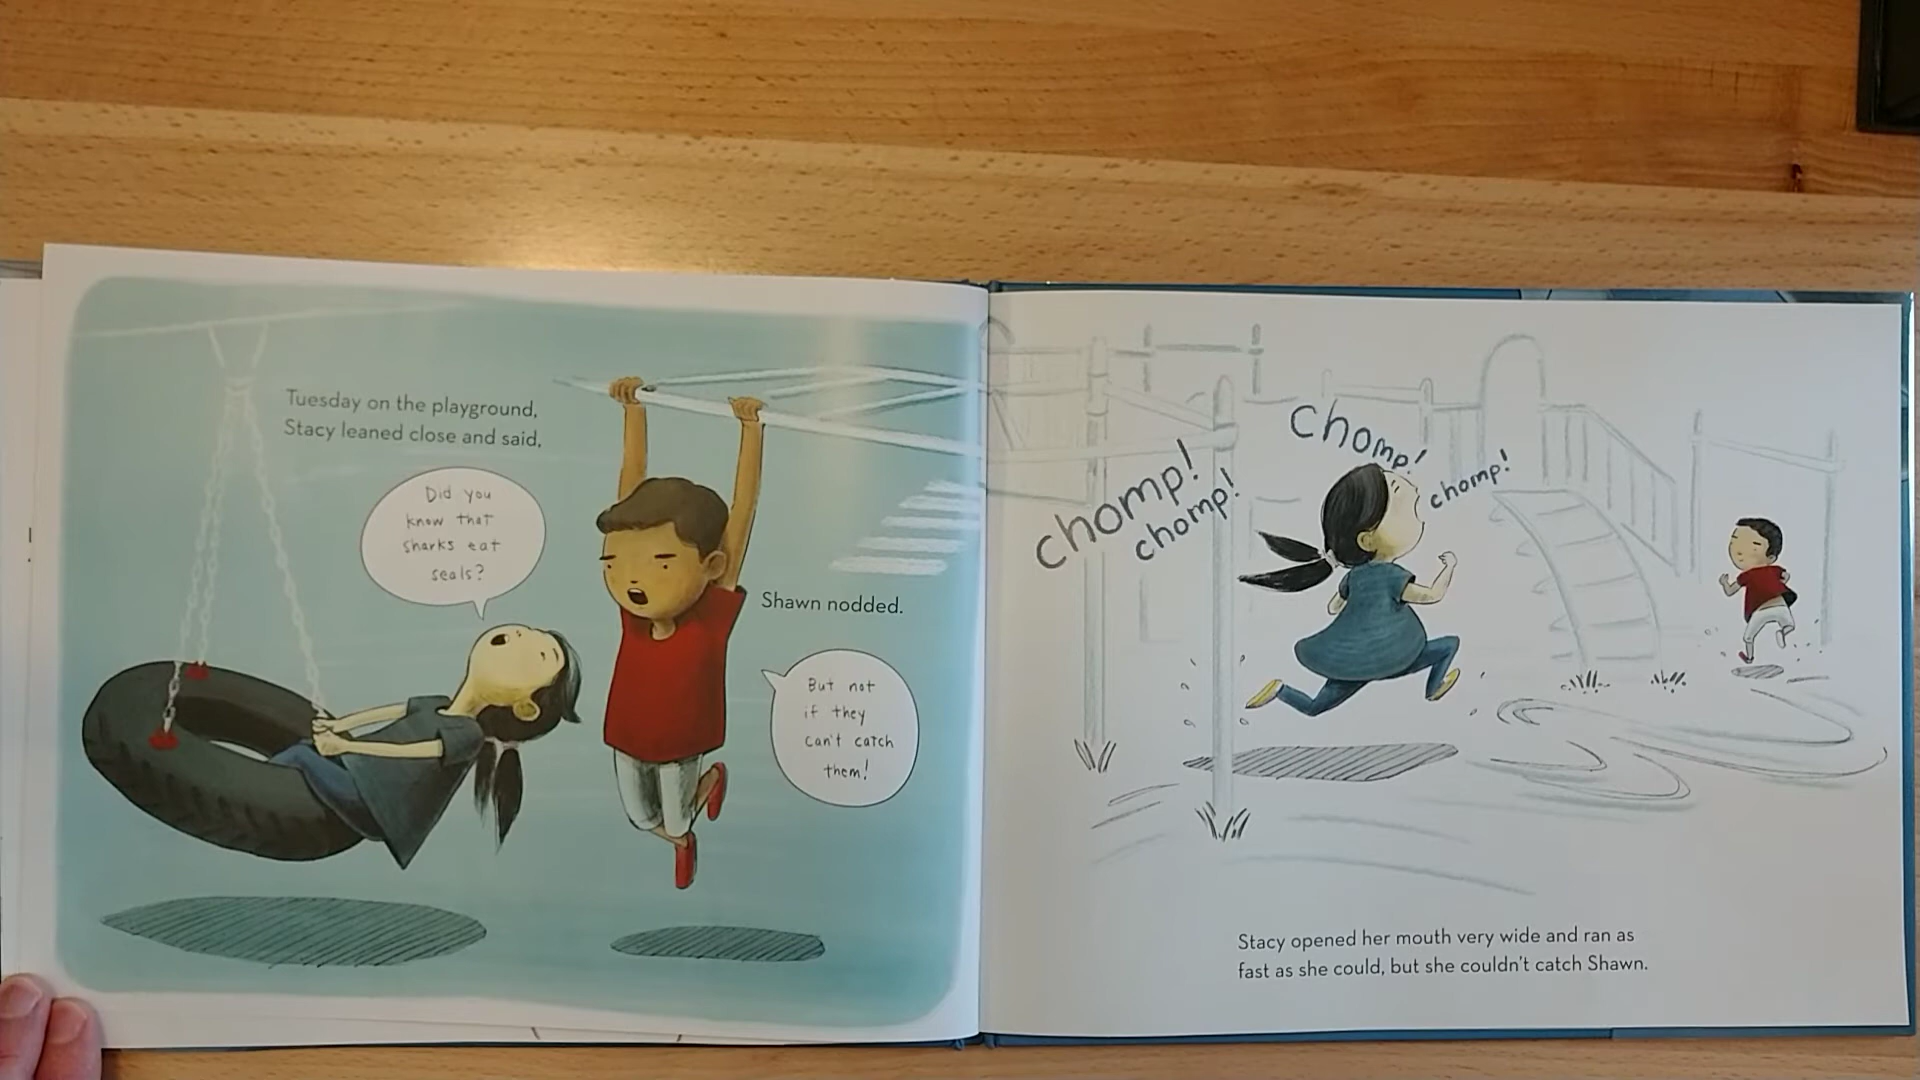 Tuesday on the playground,
Stacy leaned close and said,
Did you
know that
sharks eat
seals?
Shawn nodded.
But not
if they
can't catch
them!
chomp!
chomp!
Chomp!
chomp!
Stacy opened her mouth very wide and ran as
fast as she could, but she couldn't catch Shawn.